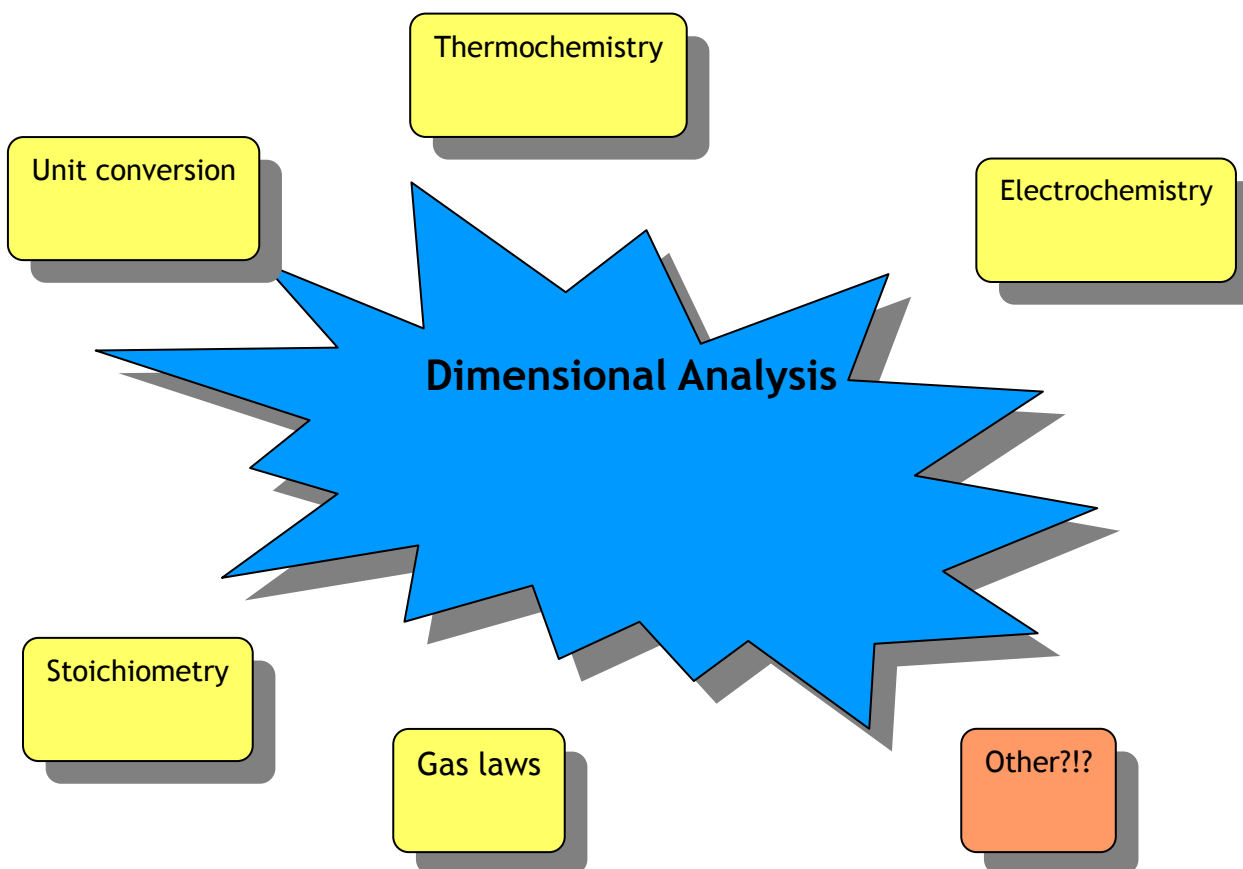 Thermochemistry
Unit conversion
Electrochemistry
Dimensional Analysis
Stoichiometry
Gas laws
Other?!?